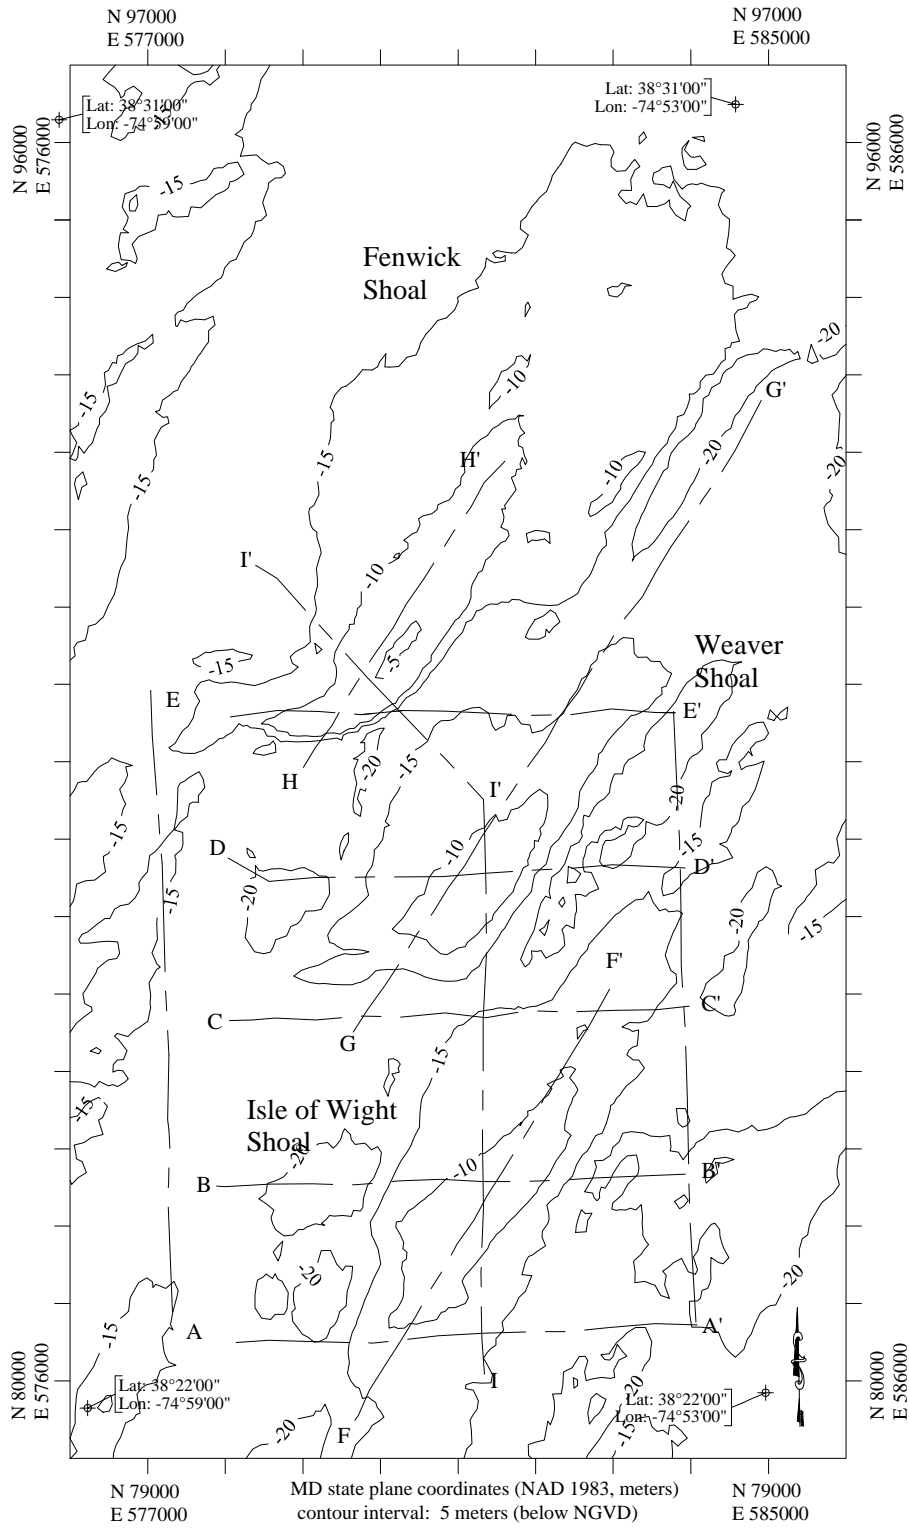 N 97000
E 577000
N 97000
E 585000
Lat: 38°31'00"
Lon: -74°59'00"
Lat: 38°31'00"
Lon: -74°53'00"
N 96000
E 576000
N 96000
E 586000
-15
-15
Fenwick
Shoal
-20
-10
G'
-15
-15
H'
-15
-20
-10
-20
I'
-10
-15
-5
Weaver
Shoal
E
E'
H
-20
-15
I'
-20
-15
D
-10
-15
D'
-15
-20
-20
-15
F'
C
C'
G
-15
-15
Isle of Wight
Shoal
-20
-10
B
B'
-20
-20
A
A'
-15
I
N 80000
E 576000
N 80000
E 586000
Lat: 38°22'00"
Lon: -74°59'00"
-20
Lat: 38°22'00"
Lon: -74°53'00"
-20
F
-15
N 79000
E 577000
MD state plane coordinates (NAD 1983, meters)
contour interval: 5 meters (below NGVD)
N 79000
E 585000